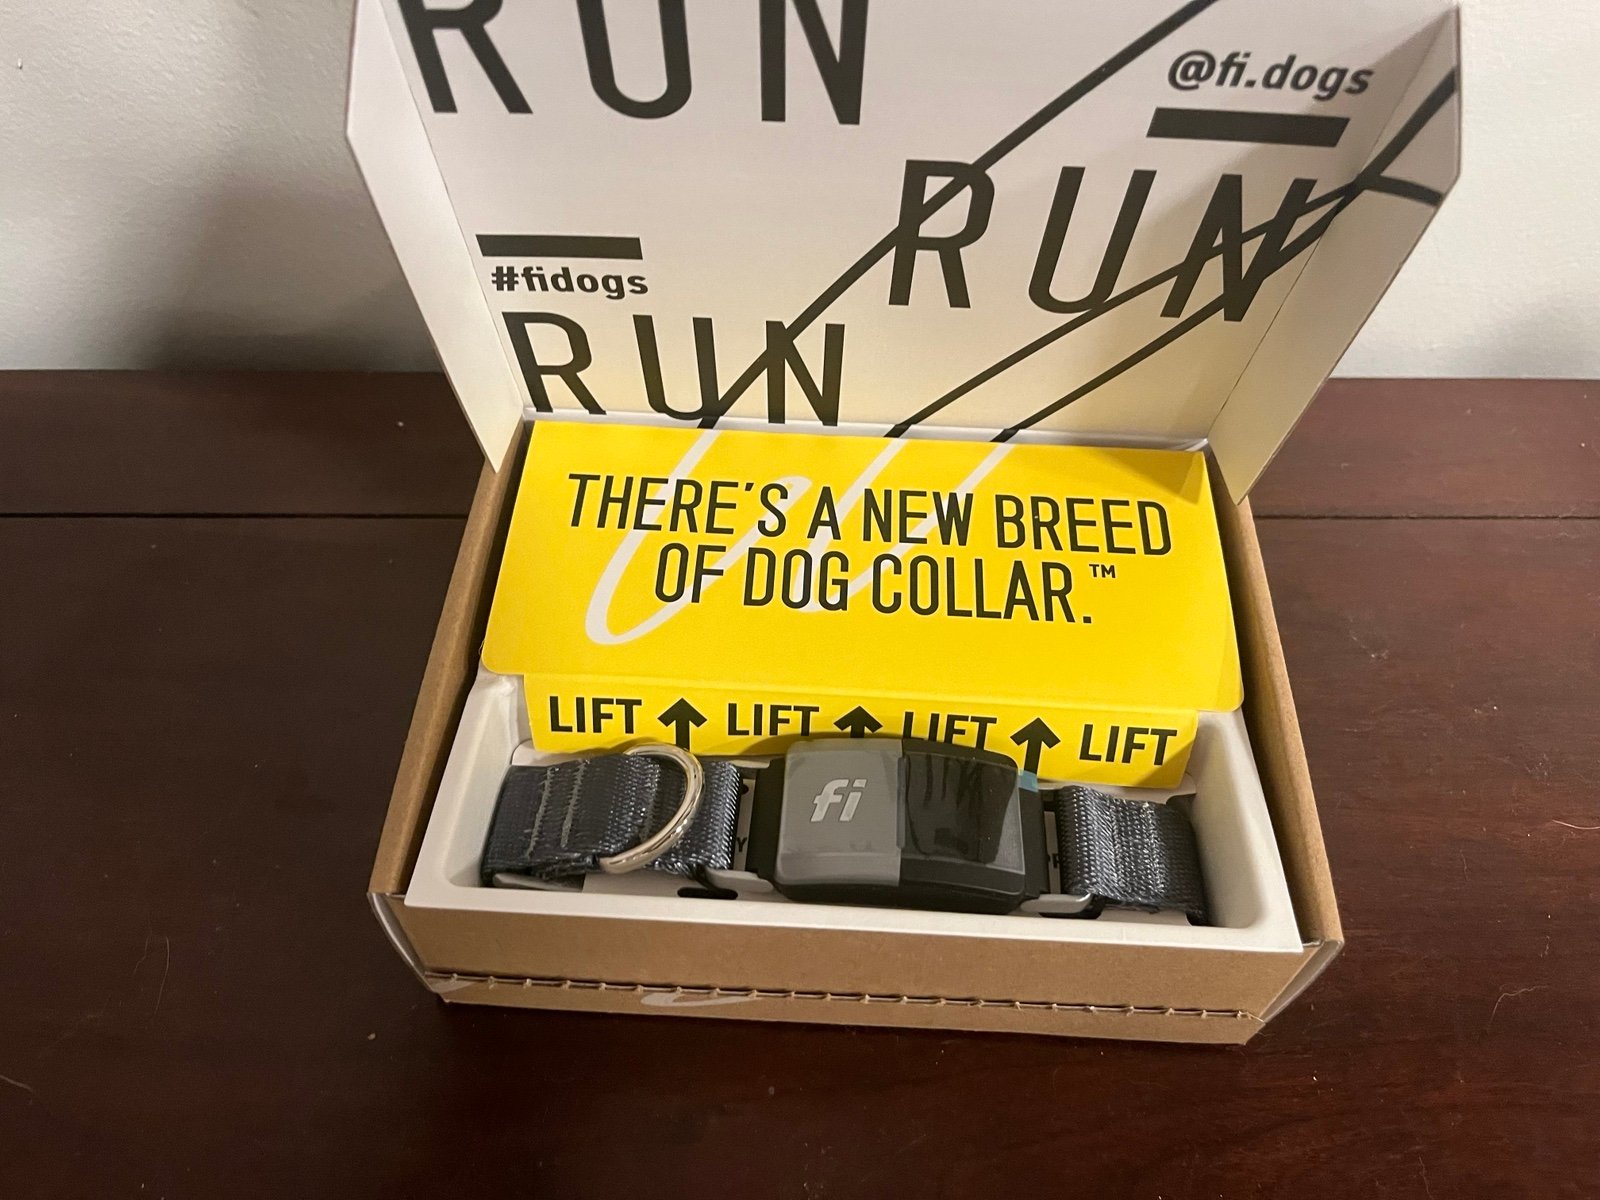 RUN
@fi.dogs
RUN
#fidogs
RUN
THERE'S A NEW BREED
OF DOG COLLAR.™
LIFT ↑ LIFT ↑ LIFT ↑ LIFT
fi